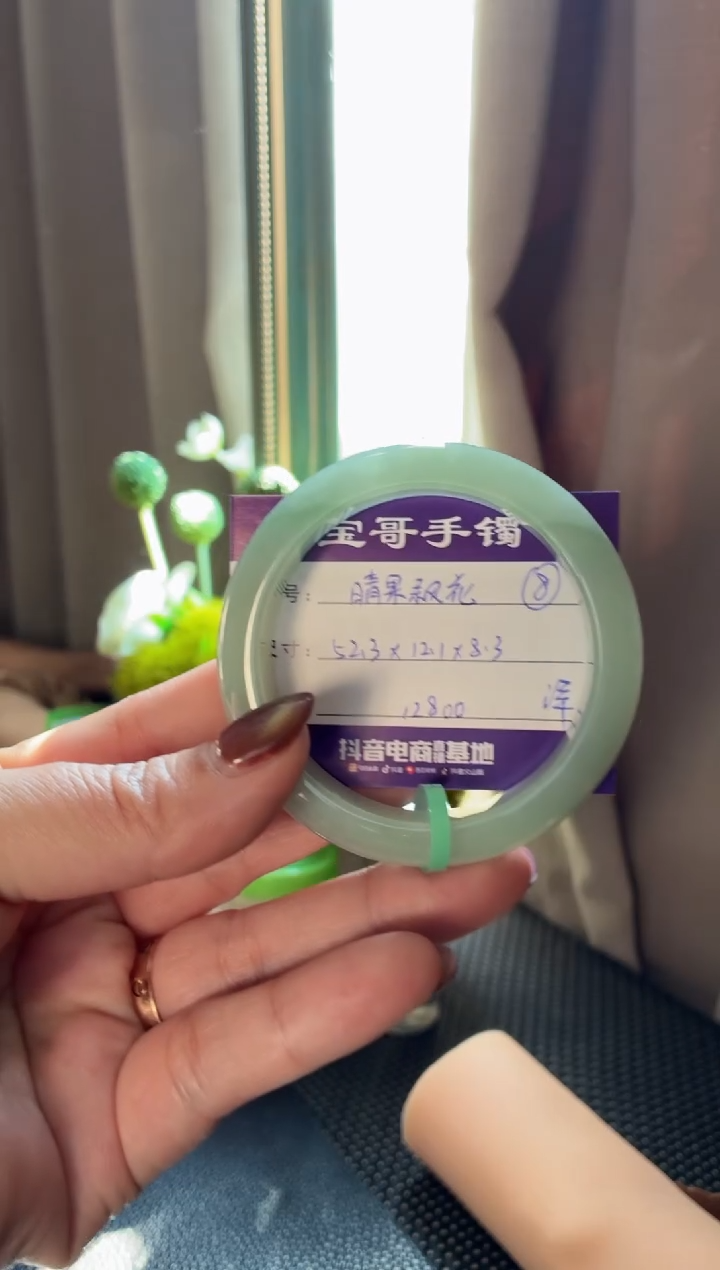 宝哥手镯
号： 晴果飘花 ⑧
尺寸： 52.3 x 12.1 x 8.3
12800
抖音电商基地